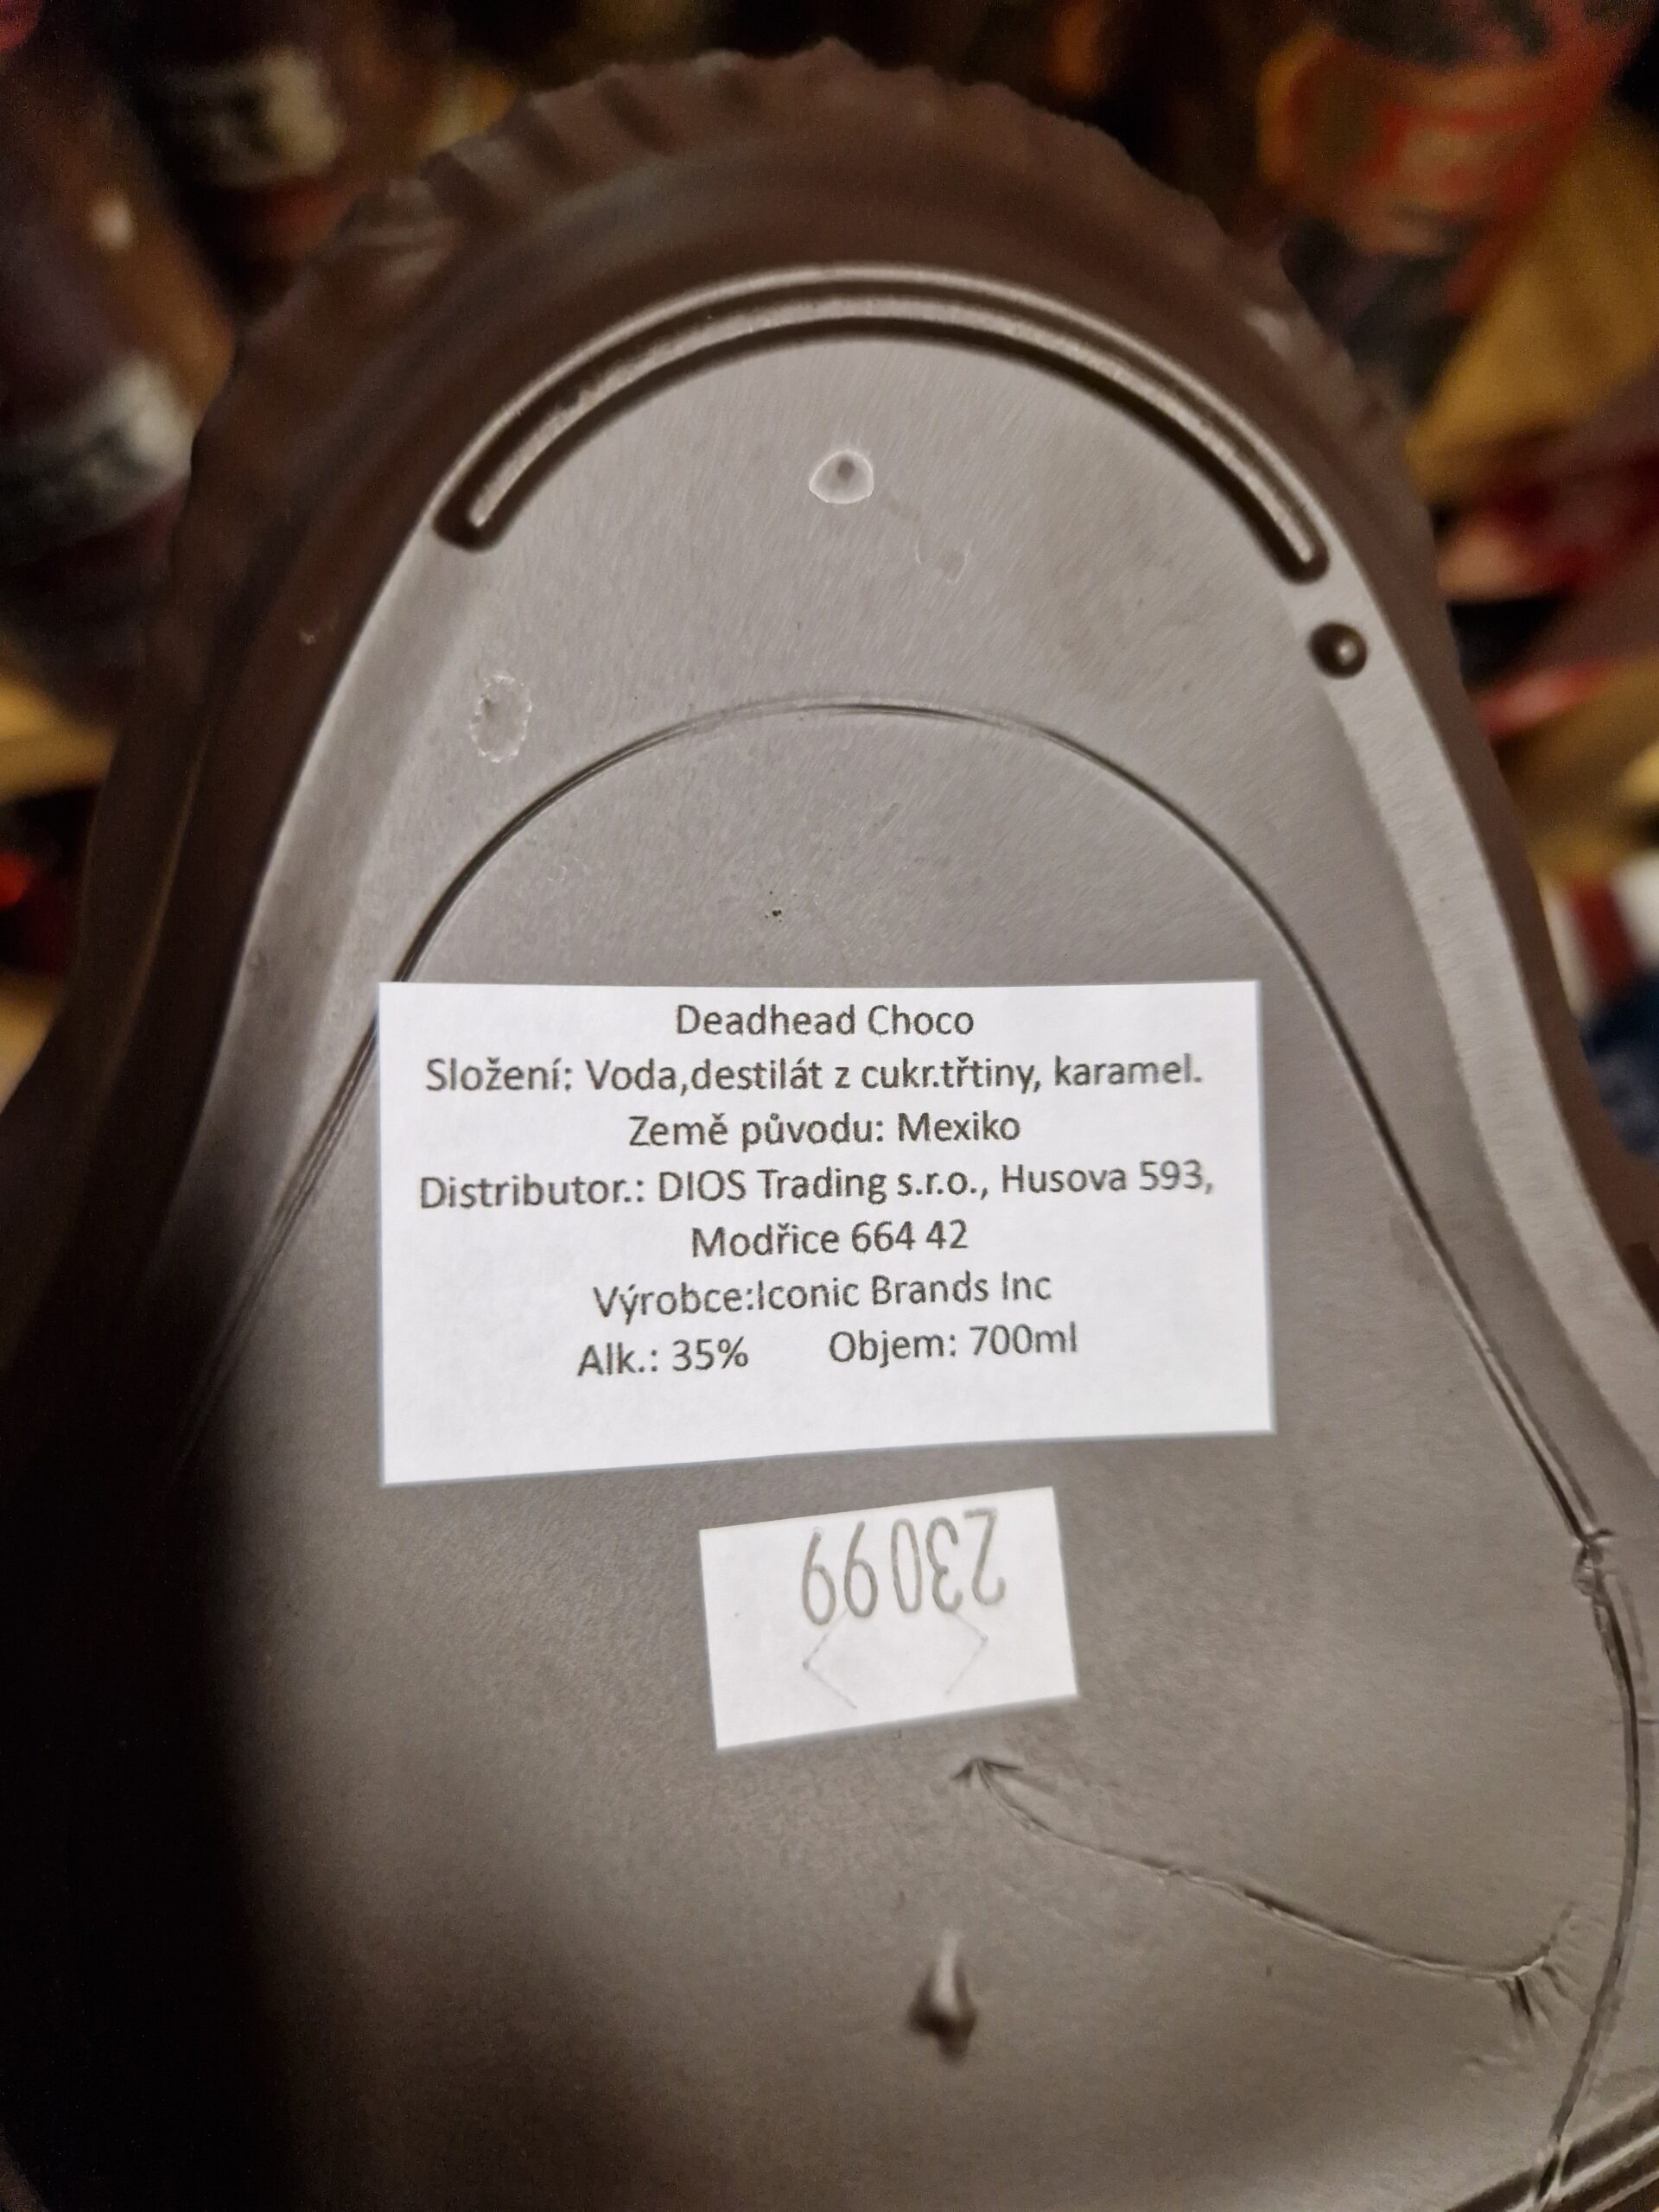 Deadhead Choco
Složení: Voda,destilát z cukr.třtiny, karamel.
Země původu: Mexiko
Distributor.: DIOS Trading s.r.o., Husova 593,
Modřice 664 42
Výrobce:Iconic Brands Inc
Alk.: 35% Objem: 700ml
23099